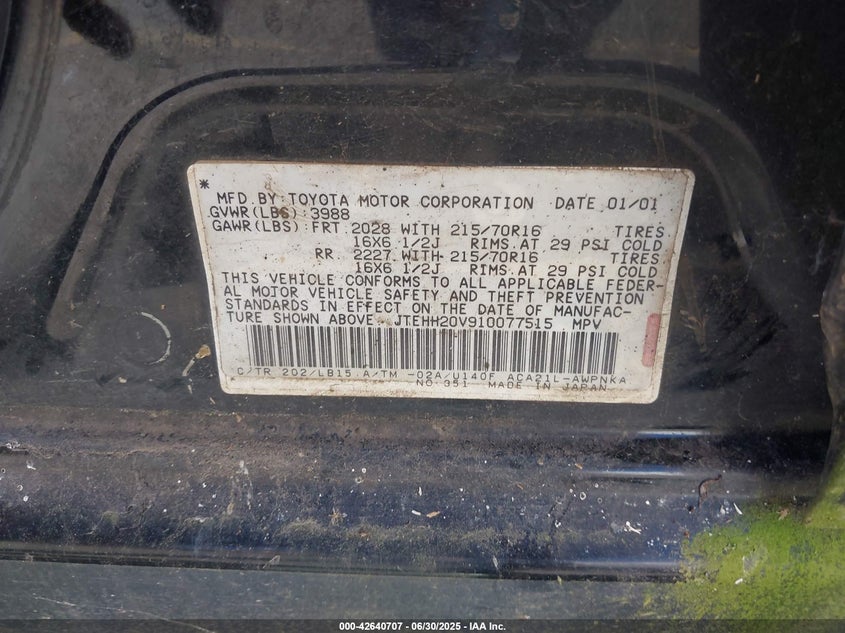 *
MFD BY: TOYOTA MOTOR CORPORATION DATE 01/01
GVWR(LBS) 3988
GAWR(LBS) FRT 2028 WITH 215/70R16 TIRES
16X6 1/2J RIMS AT 29 PSI COLD
RR 2227 WITH 215/70R16 TIRES
16X6 1/2J RIMS AT 29 PSI COLD
THIS VEHICLE CONFORMS TO ALL APPLICABLE FEDER-
AL MOTOR VEHICLE SAFETY AND THEFT PREVENTION
STANDARDS IN EFFECT ON THE DATE OF MANUFAC-
TURE SHOWN ABOVE. JTEHH20V910077515 MPV
C/TR 202/LB15 A/TM -02A/U140F ACA21L-AWPNKA
NO.351 MADE IN JAPAN
000-42640707 - 06/30/2025 - IAA Inc.